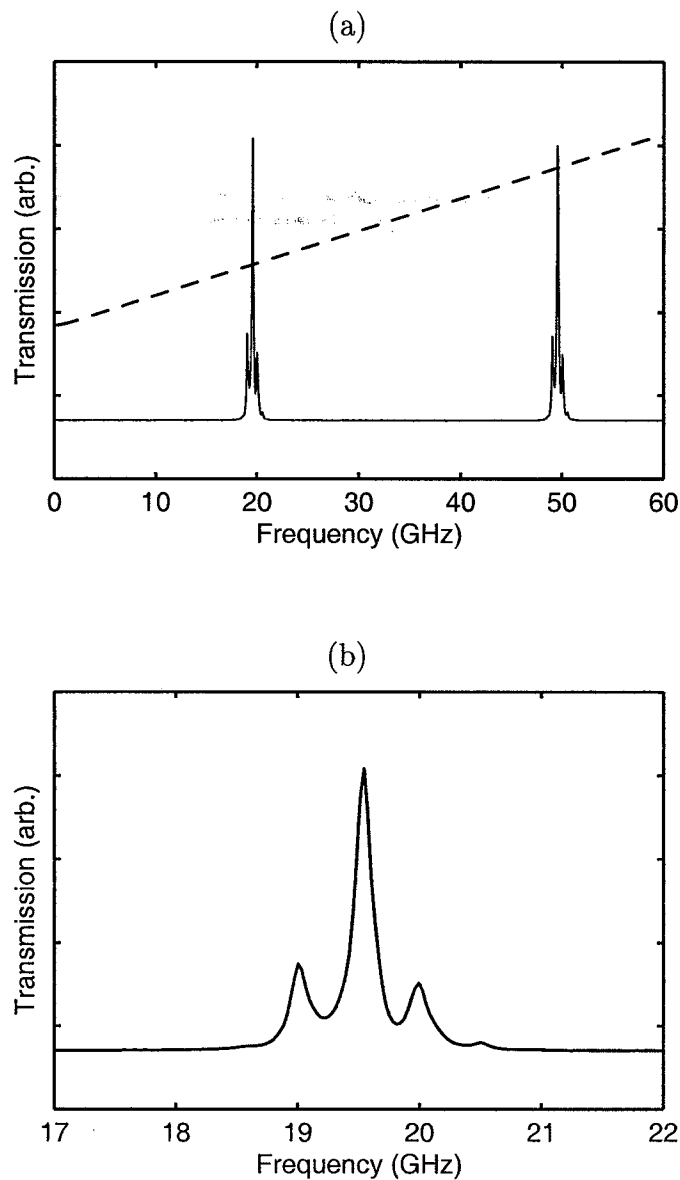 (a)
Transmission (arb.)
0 10 20 30 40 50 60
Frequency (GHz)
(b)
Transmission (arb.)
17 18 19 20 21 22
Frequency (GHz)